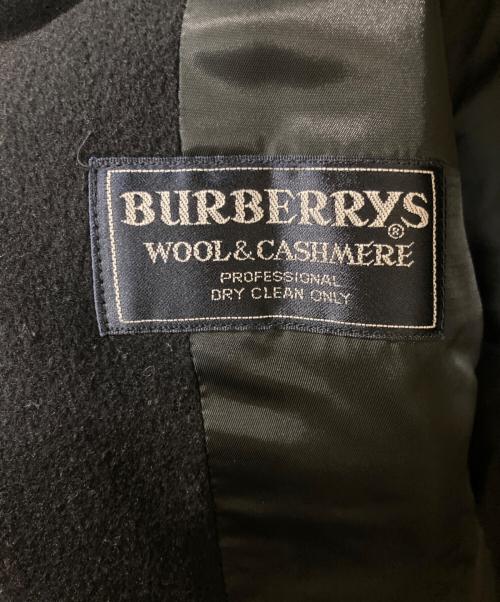 BURBERRYS
®
WOOL&CASHMERE
PROFESSIONAL
DRY CLEAN ONLY